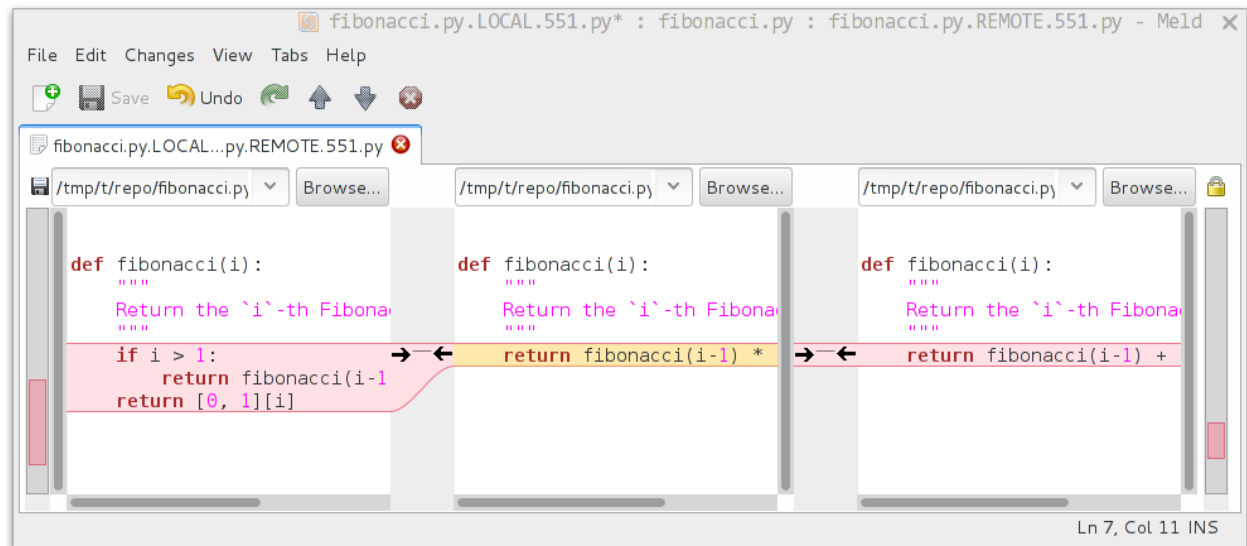 fibonacci.py.LOCAL.551.py* : fibonacci.py : fibonacci.py.REMOTE.551.py - Meld
File Edit Changes View Tabs Help
Save Undo
fibonacci.py.LOCAL...py.REMOTE.551.py
/tmp/t/repo/fibonacci.py Browse... /tmp/t/repo/fibonacci.py Browse... /tmp/t/repo/fibonacci.py Browse...
def fibonacci(i):
"""
Return the `i`-th Fibona
"""
if i > 1:
return fibonacci(i-1
return [0, 1][i]
def fibonacci(i):
"""
Return the `i`-th Fibona
"""
return fibonacci(i-1) *
def fibonacci(i):
"""
Return the `i`-th Fibona
"""
return fibonacci(i-1) +
Ln 7, Col 11 INS